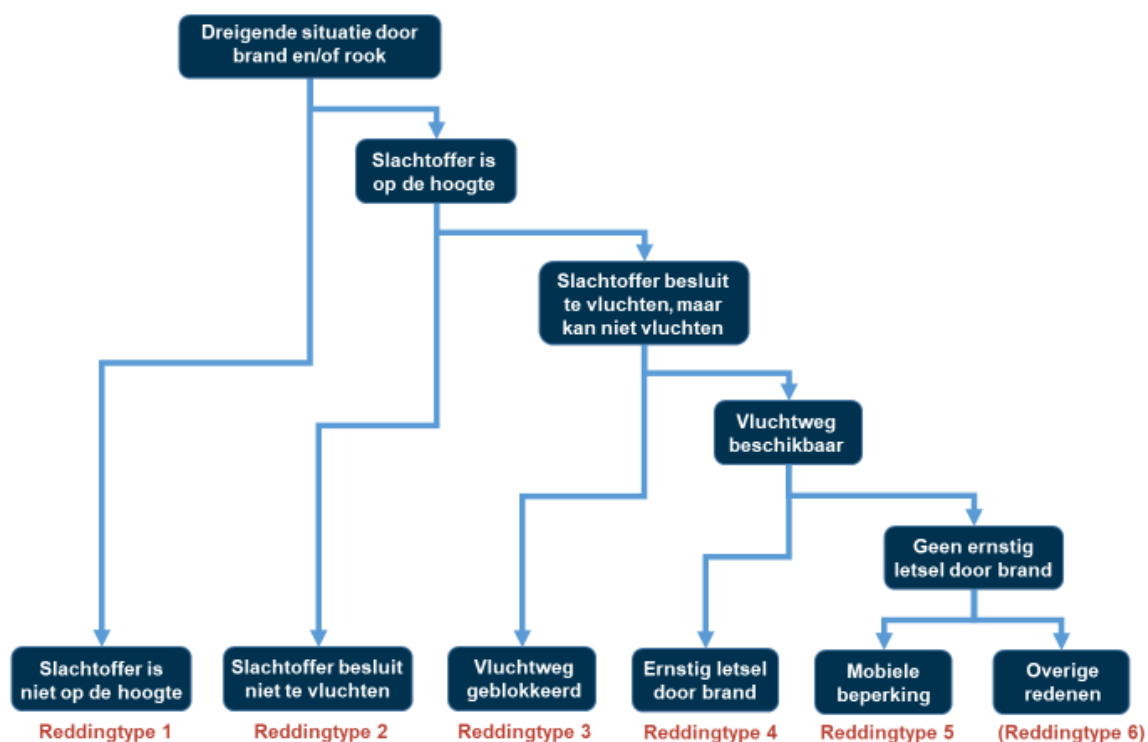 Dreigende situatie door
brand en/of rook
Slachtoffer is
op de hoogte
Slachtoffer besluit
te vluchten, maar
kan niet vluchten
Vluchtweg
beschikbaar
Geen ernstig
letsel door brand
Slachtoffer is
niet op de hoogte
Reddingtype 1
Slachtoffer besluit
niet te vluchten
Reddingtype 2
Vluchtweg
geblokkeerd
Reddingtype 3
Ernstig letsel
door brand
Reddingtype 4
Mobiele
beperking
Reddingtype 5
Overige
redenen
(Reddingtype 6)